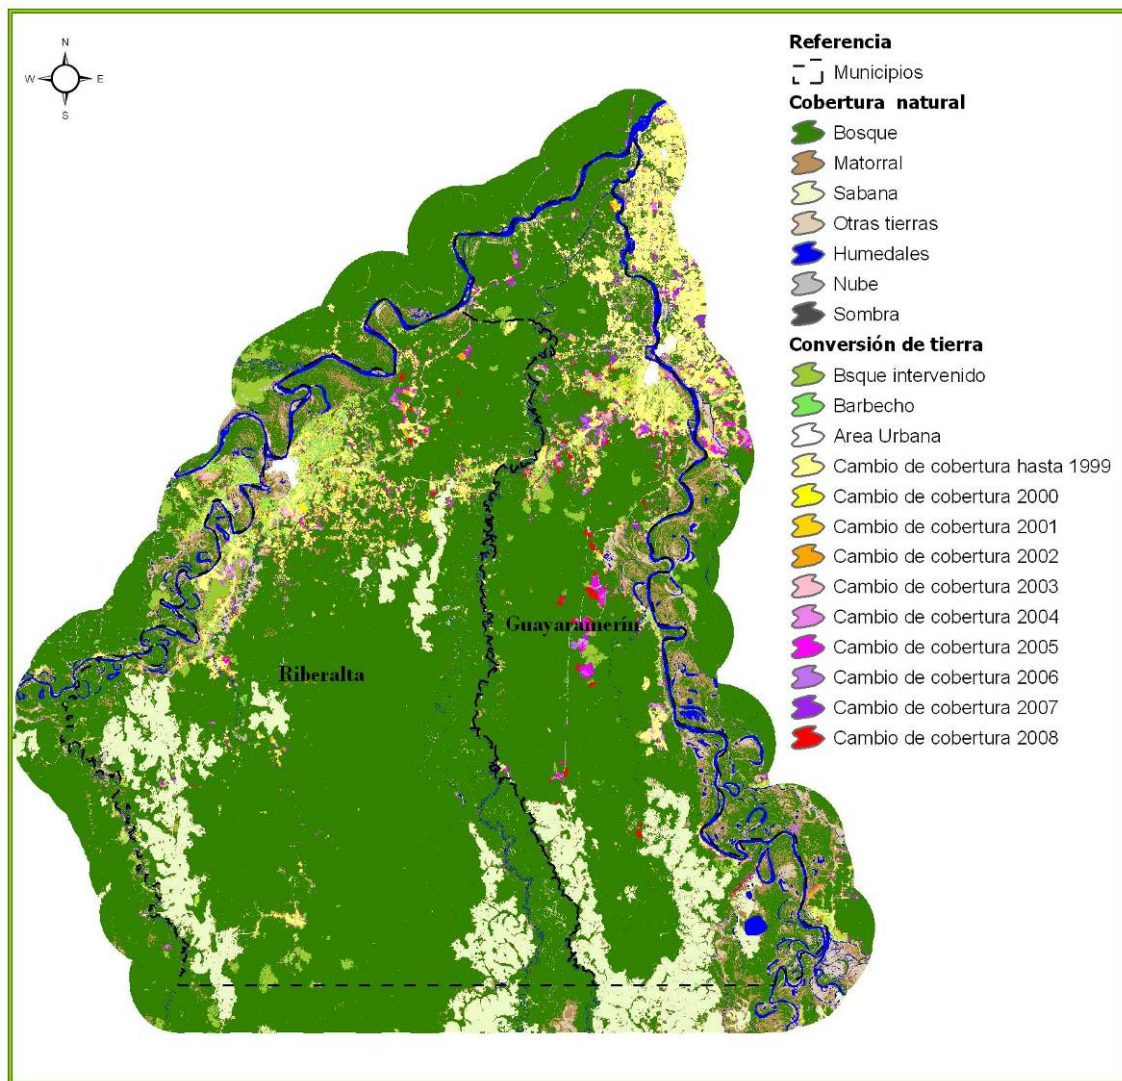 N
W E
S
Referencia
Municipios
Cobertura natural
Bosque
Matorral
Sabana
Otras tierras
Humedales
Nube
Sombra
Conversión de tierra
Bsque intervenido
Barbecho
Area Urbana
Cambio de cobertura hasta 1999
Cambio de cobertura 2000
Cambio de cobertura 2001
Cambio de cobertura 2002
Cambio de cobertura 2003
Cambio de cobertura 2004
Cambio de cobertura 2005
Cambio de cobertura 2006
Cambio de cobertura 2007
Cambio de cobertura 2008
Guayaramerín
Riberalta